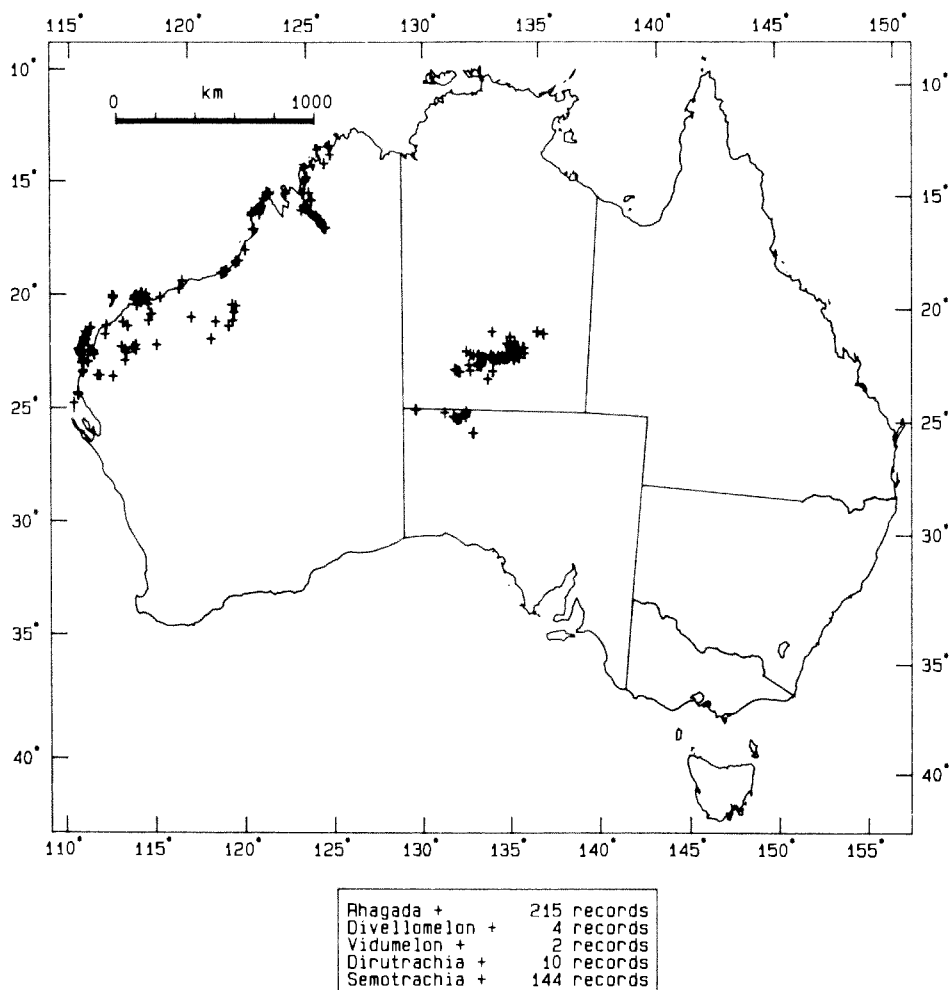 115° 120° 125° 130° 135° 140° 145° 150°
10° 10°
km
0 1000
15° 15°
20° 20°
25° 25°
30° 30°
35° 35°
40° 40°
110° 115° 120° 125° 130° 135° 140° 145° 150° 155°
Rhagada + 215 records
Divellomelon + 4 records
Vidumelon + 2 records
Dirutrachia + 10 records
Semotrachia + 144 records